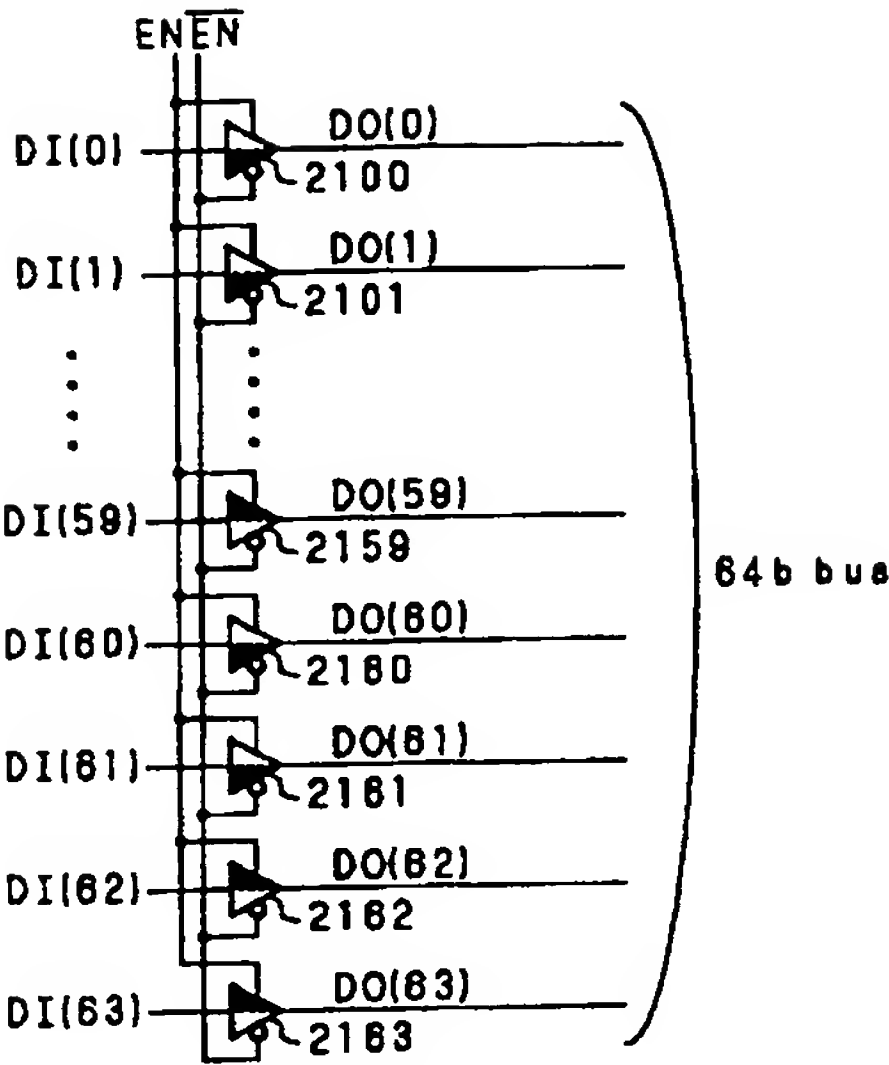 EN E̅N̅
DI(0) DO(0) 2100
DI(1) DO(1) 2101
DI(59) DO(59) 2159
DI(60) DO(60) 2160
DI(61) DO(61) 2161
DI(62) DO(62) 2162
DI(63) DO(63) 2163
64b bus